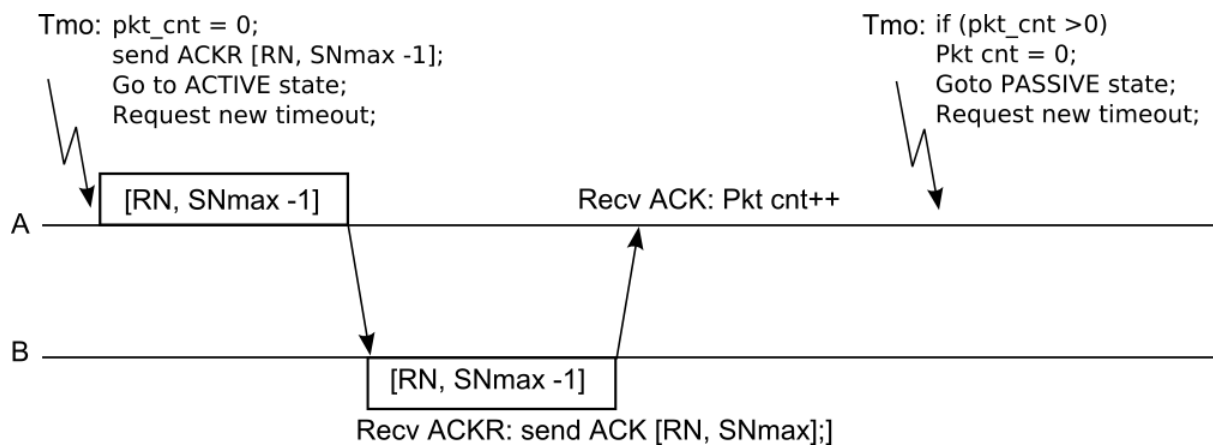 Tmo: pkt_cnt = 0;
send ACKR [RN, SNmax -1];
Go to ACTIVE state;
Request new timeout;
Tmo: if (pkt_cnt >0)
Pkt cnt = 0;
Goto PASSIVE state;
Request new timeout;
[RN, SNmax -1]
Recv ACK: Pkt cnt++
A
B
[RN, SNmax -1]
Recv ACKR: send ACK [RN, SNmax];]